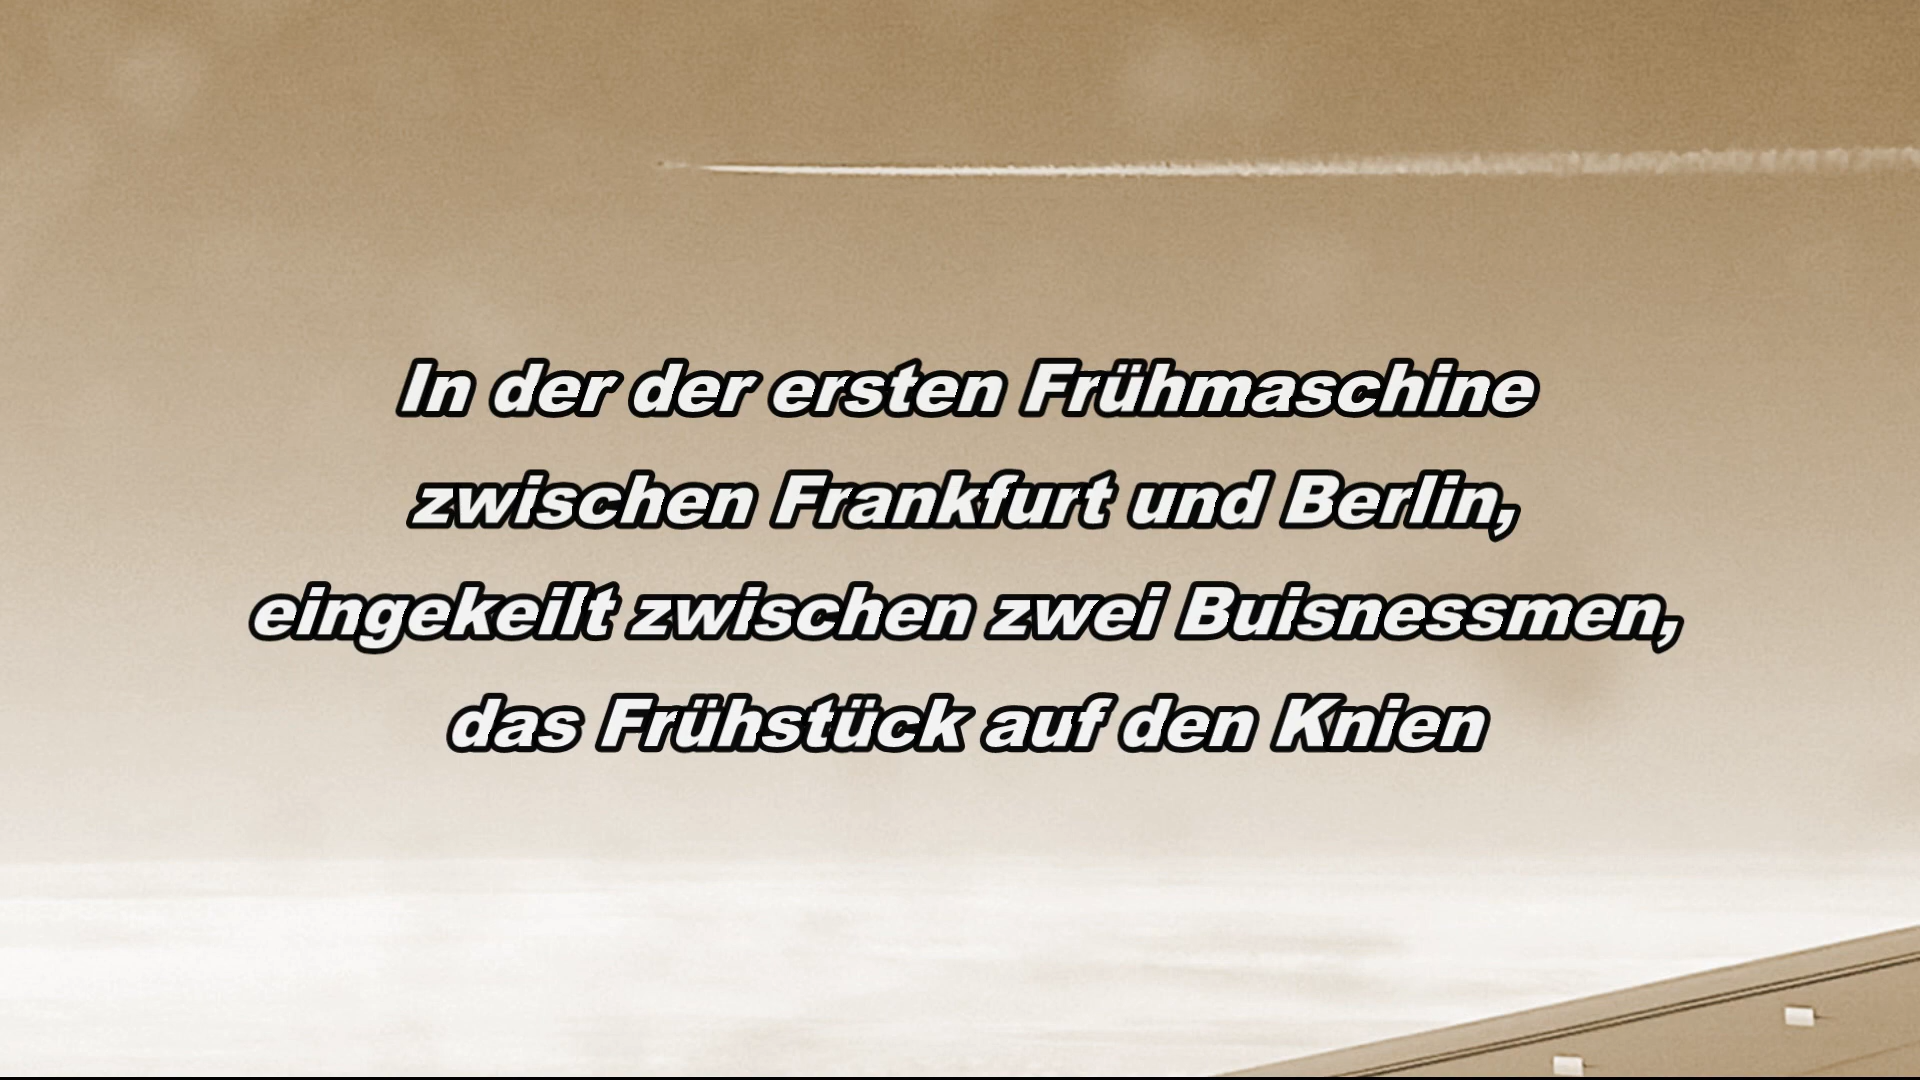 In der der ersten Frühmaschine
zwischen Frankfurt und Berlin,
eingekeilt zwischen zwei Buisnessmen,
das Frühstück auf den Knien